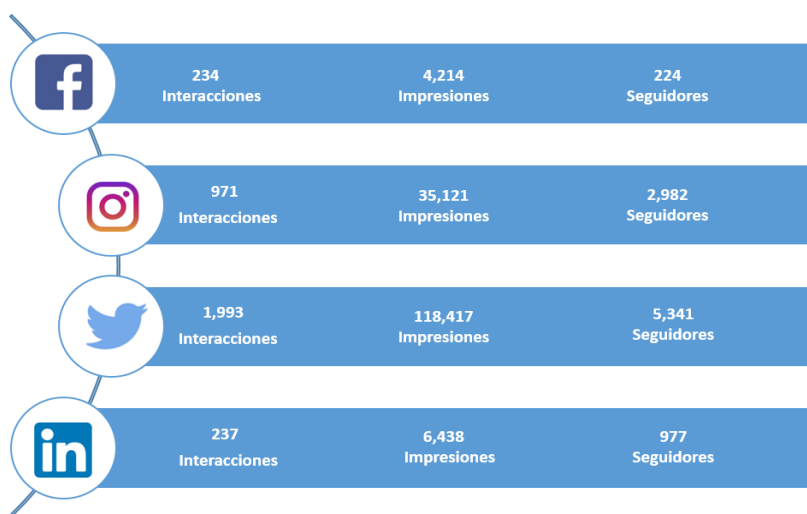 234
Interacciones
4,214
Impresiones
224
Seguidores
971
Interacciones
35,121
Impresiones
2,982
Seguidores
1,993
Interacciones
118,417
Impresiones
5,341
Seguidores
in
237
Interacciones
6,438
Impresiones
977
Seguidores